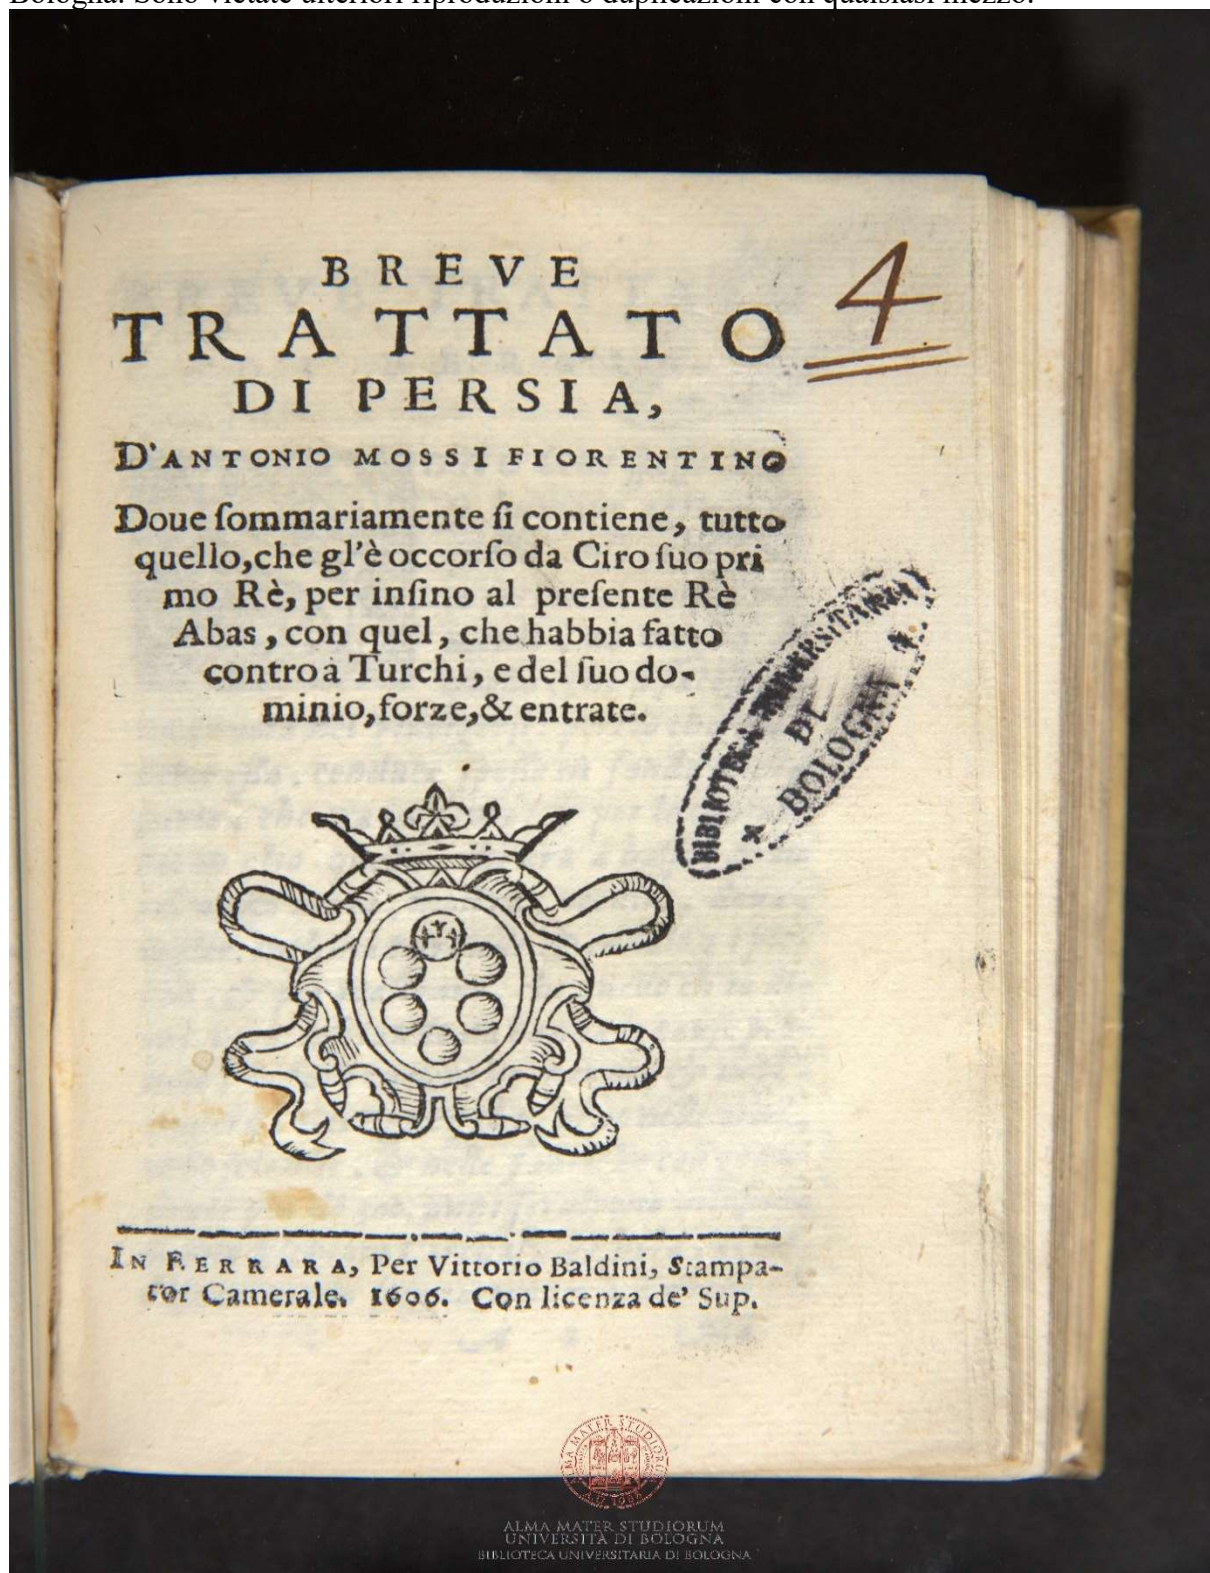 Bologna. Sono vietate ulteriori riproduzioni o duplicazioni con qualsiasi mezzo.
BREVE
TRATTATO
DI PERSIA,
D'ANTONIO MOSSI FIORENTINO
Doue ſommariamente ſi contiene, tutto
quello, che gl'è occorſo da Ciro ſuo pri
mo Rè, per inſino al preſente Rè
Abas, con quel, che habbia fatto
contro à Turchi, e del ſuo do-
minio, forze, & entrate.
4
BIBLIOTECA UNIVERSITARIA
DI
BOLOGNA
IN FERRARA, Per Vittorio Baldini, Stampa-
tor Camerale. 1606. Con licenza de' Sup.
ALMA MATER STUDIORUM
A.D. 1088
ALMA MATER STUDIORUM
UNIVERSITÀ DI BOLOGNA
BIBLIOTECA UNIVERSITARIA DI BOLOGNA